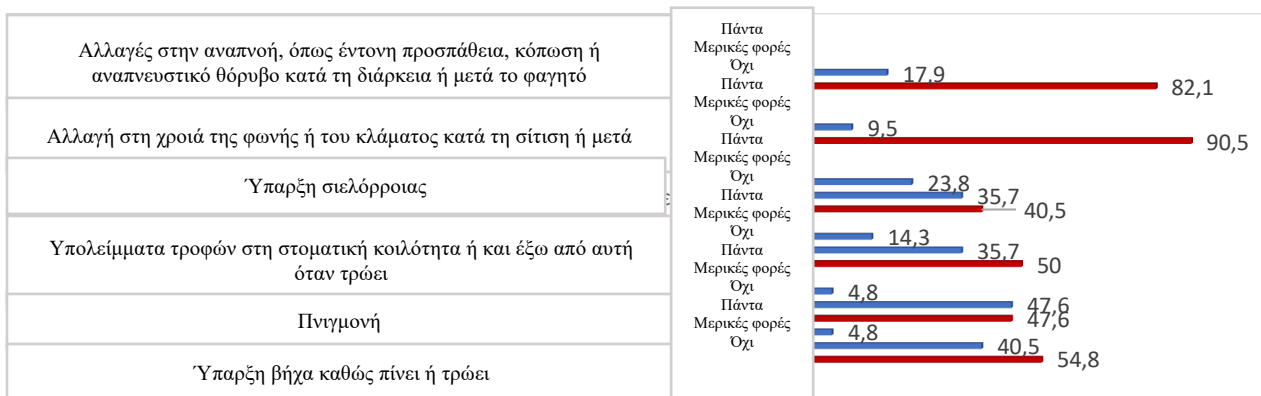 Αλλαγές στην αναπνοή, όπως έντονη προσπάθεια, κόπωση ή
αναπνευστικό θόρυβο κατά τη διάρκεια ή μετά το φαγητό
Αλλαγή στη χροιά της φωνής ή του κλάματος κατά τη σίτιση ή μετά
Ύπαρξη σιελόρροιας
Υπολείμματα τροφών στη στοματική κοιλότητα ή και έξω από αυτή
όταν τρώει
Πνιγμονή
Ύπαρξη βήχα καθώς πίνει ή τρώει
Πάντα
Μερικές φορές
Όχι
Πάντα
Μερικές φορές
Όχι
Πάντα
Μερικές φορές
Όχι
Πάντα
Μερικές φορές
Όχι
Πάντα
Μερικές φορές
Όχι
Πάντα
Μερικές φορές
Όχι
17,9
82,1
9,5
90,5
23,8
35,7
40,5
14,3
35,7
50
4,8
47,6
47,6
4,8
40,5
54,8